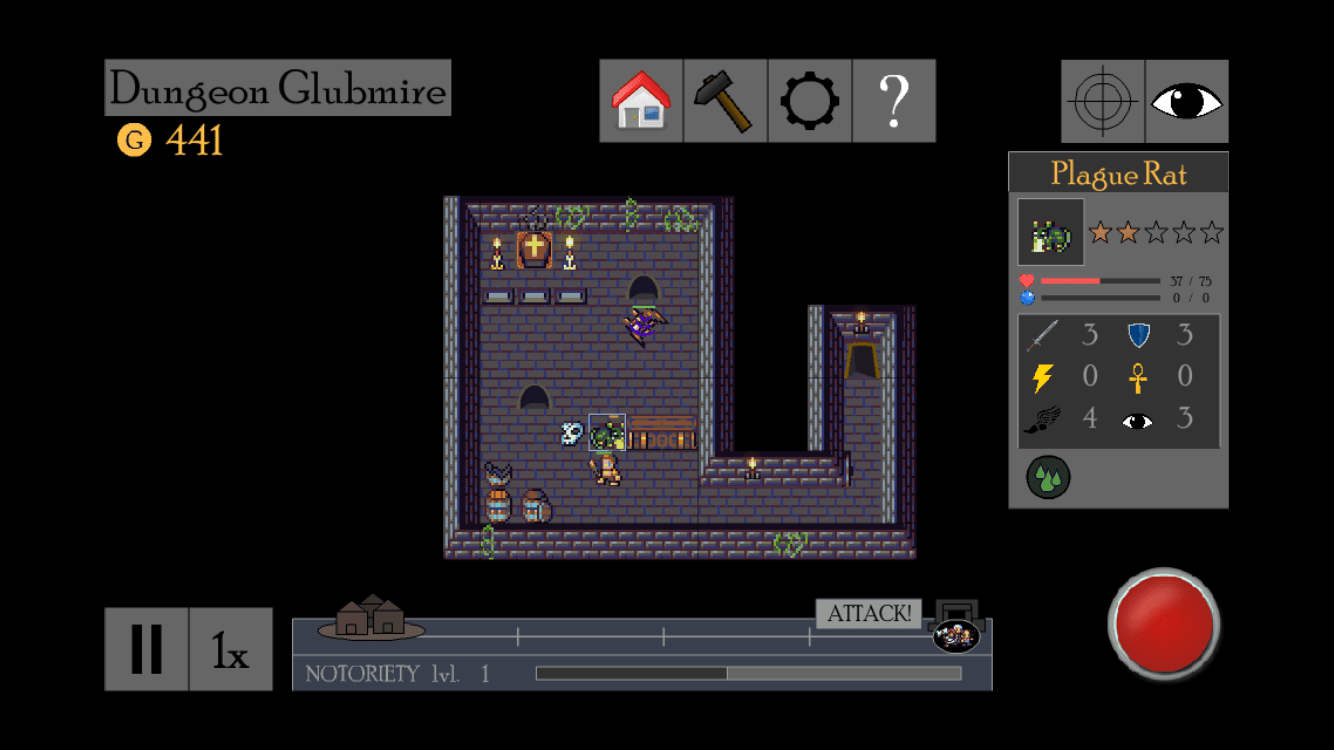 Dungeon Glubmire
G 441
?
Plague Rat
37 / 75
0 / 0
3 3
0 0
4 3
ATTACK!
1x
NOTORIETY lvl. 1